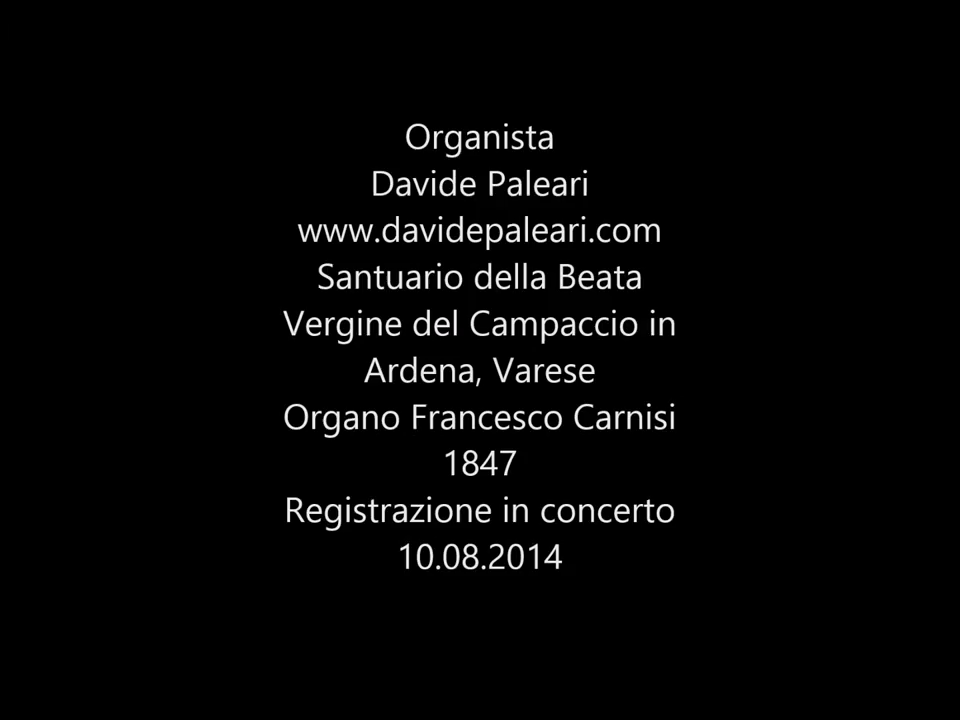 Organista
Davide Paleari
www.davidepaleari.com
Santuario della Beata
Vergine del Campaccio in
Ardena, Varese
Organo Francesco Carnisi
1847
Registrazione in concerto
10.08.2014